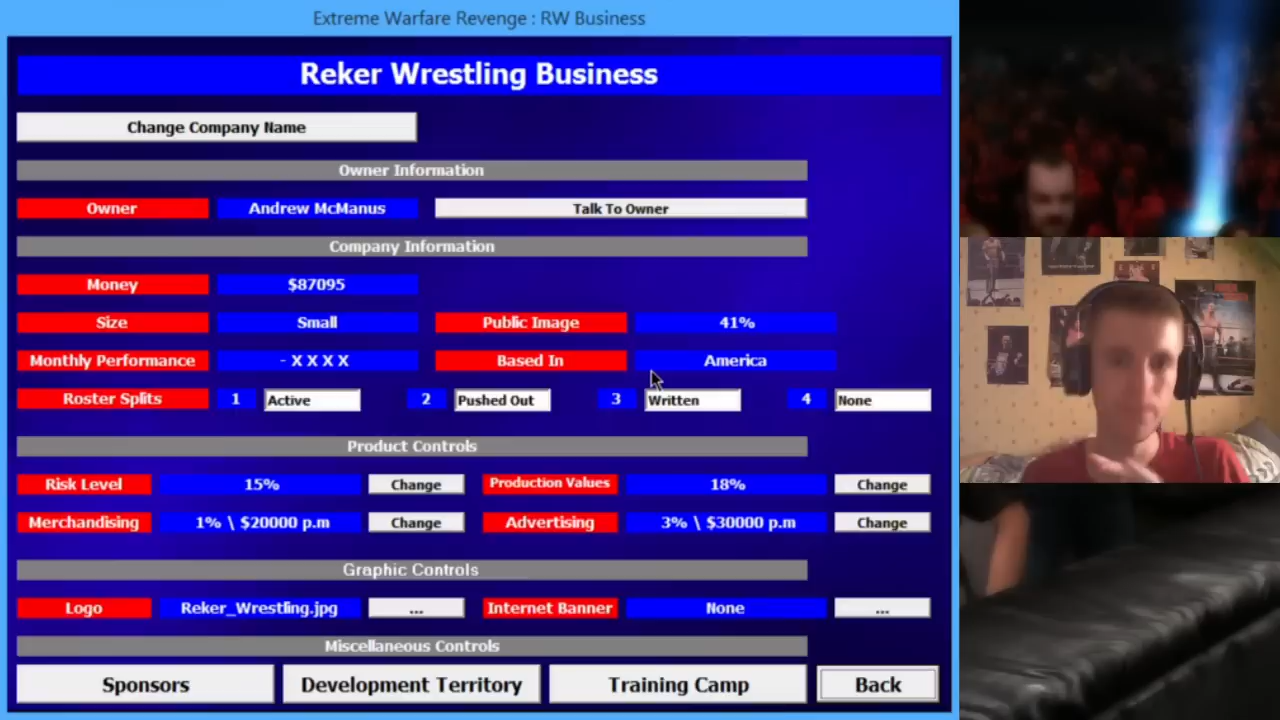 Extreme Warfare Revenge : RW Business
Reker Wrestling Business
Change Company Name
Owner Information
Owner Andrew McManus Talk To Owner
Company Information
Money $87095
Size Small Public Image 41%
Monthly Performance - X X X X Based In America
Roster Splits 1 Active 2 Pushed Out 3 Written 4 None
Product Controls
Risk Level 15% Change Production Values 18% Change
Merchandising 1% \ $20000 p.m Change Advertising 3% \ $30000 p.m Change
Graphic Controls
Logo Reker_Wrestling.jpg ... Internet Banner None ...
Miscellaneous Controls
Sponsors Development Territory Training Camp Back